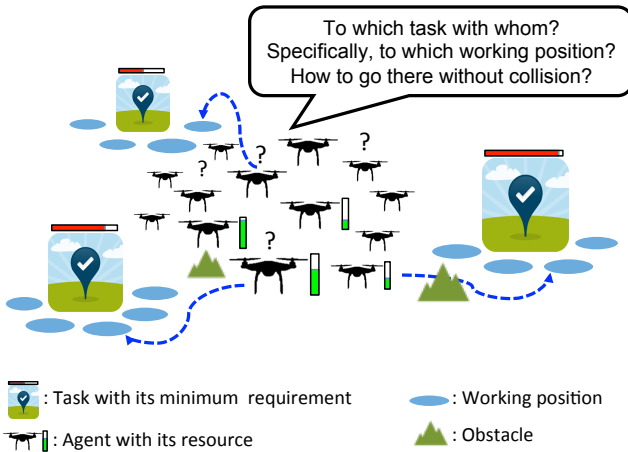 To which task with whom?
Specifically, to which working position?
How to go there without collision?
?
?
?
?
?
: Task with its minimum requirement
: Working position
: Agent with its resource
: Obstacle